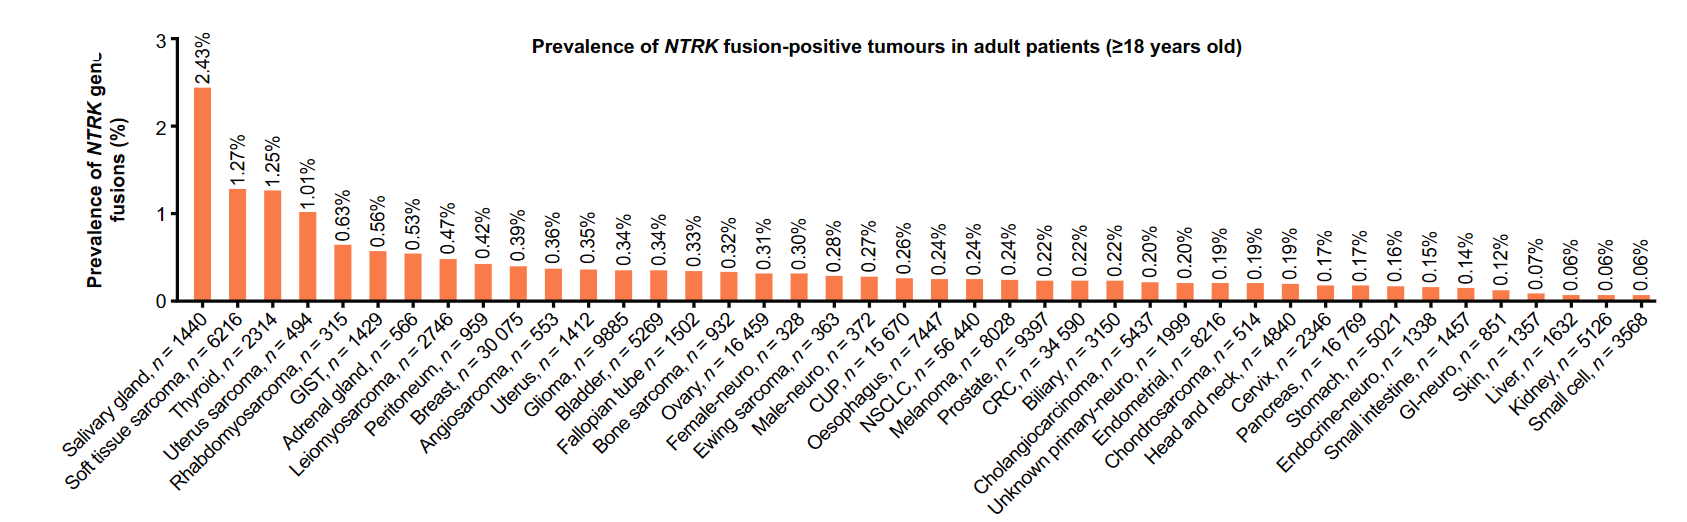 Prevalence of NTRK fusion-positive tumours in adult patients (≥18 years old)
Prevalence of NTRK gene
fusions (%)
3
2
1
0
2.43%
1.27%
1.25%
1.01%
0.63%
0.56%
0.53%
0.47%
0.42%
0.39%
0.36%
0.35%
0.34%
0.34%
0.33%
0.32%
0.31%
0.30%
0.28%
0.27%
0.26%
0.24%
0.24%
0.24%
0.22%
0.22%
0.22%
0.20%
0.20%
0.19%
0.19%
0.19%
0.17%
0.17%
0.16%
0.15%
0.14%
0.12%
0.07%
0.06%
0.06%
0.06%
Salivary gland, n = 1440
Soft tissue sarcoma, n = 6216
Thyroid, n = 2314
Uterus sarcoma, n = 494
Rhabdomyosarcoma, n = 315
GIST, n = 1429
Adrenal gland, n = 566
Leiomyosarcoma, n = 2746
Peritoneum, n = 959
Breast, n = 30 075
Angiosarcoma, n = 553
Uterus, n = 1412
Glioma, n = 9885
Bladder, n = 5269
Fallopian tube n = 1502
Bone sarcoma, n = 932
Ovary, n = 16 459
Female-neuro, n = 328
Ewing sarcoma, n = 363
Male-neuro, n = 372
CUP, n = 15 670
Oesophagus, n = 7447
NSCLC, n = 56 440
Melanoma, n = 8028
Prostate, n = 9397
CRC, n = 34 590
Biliary, n = 3150
Cholangiocarcinoma, n = 5437
Unknown primary-neuro, n = 1999
Endometrial, n = 8216
Chondrosarcoma, n = 514
Head and neck, n = 4840
Cervix, n = 2346
Pancreas, n = 16 769
Stomach, n = 5021
Endocrine-neuro, n = 1338
Small intestine, n = 1457
GI-neuro, n = 851
Skin, n = 1357
Liver, n = 1632
Kidney, n = 5126
Small cell, n = 3568